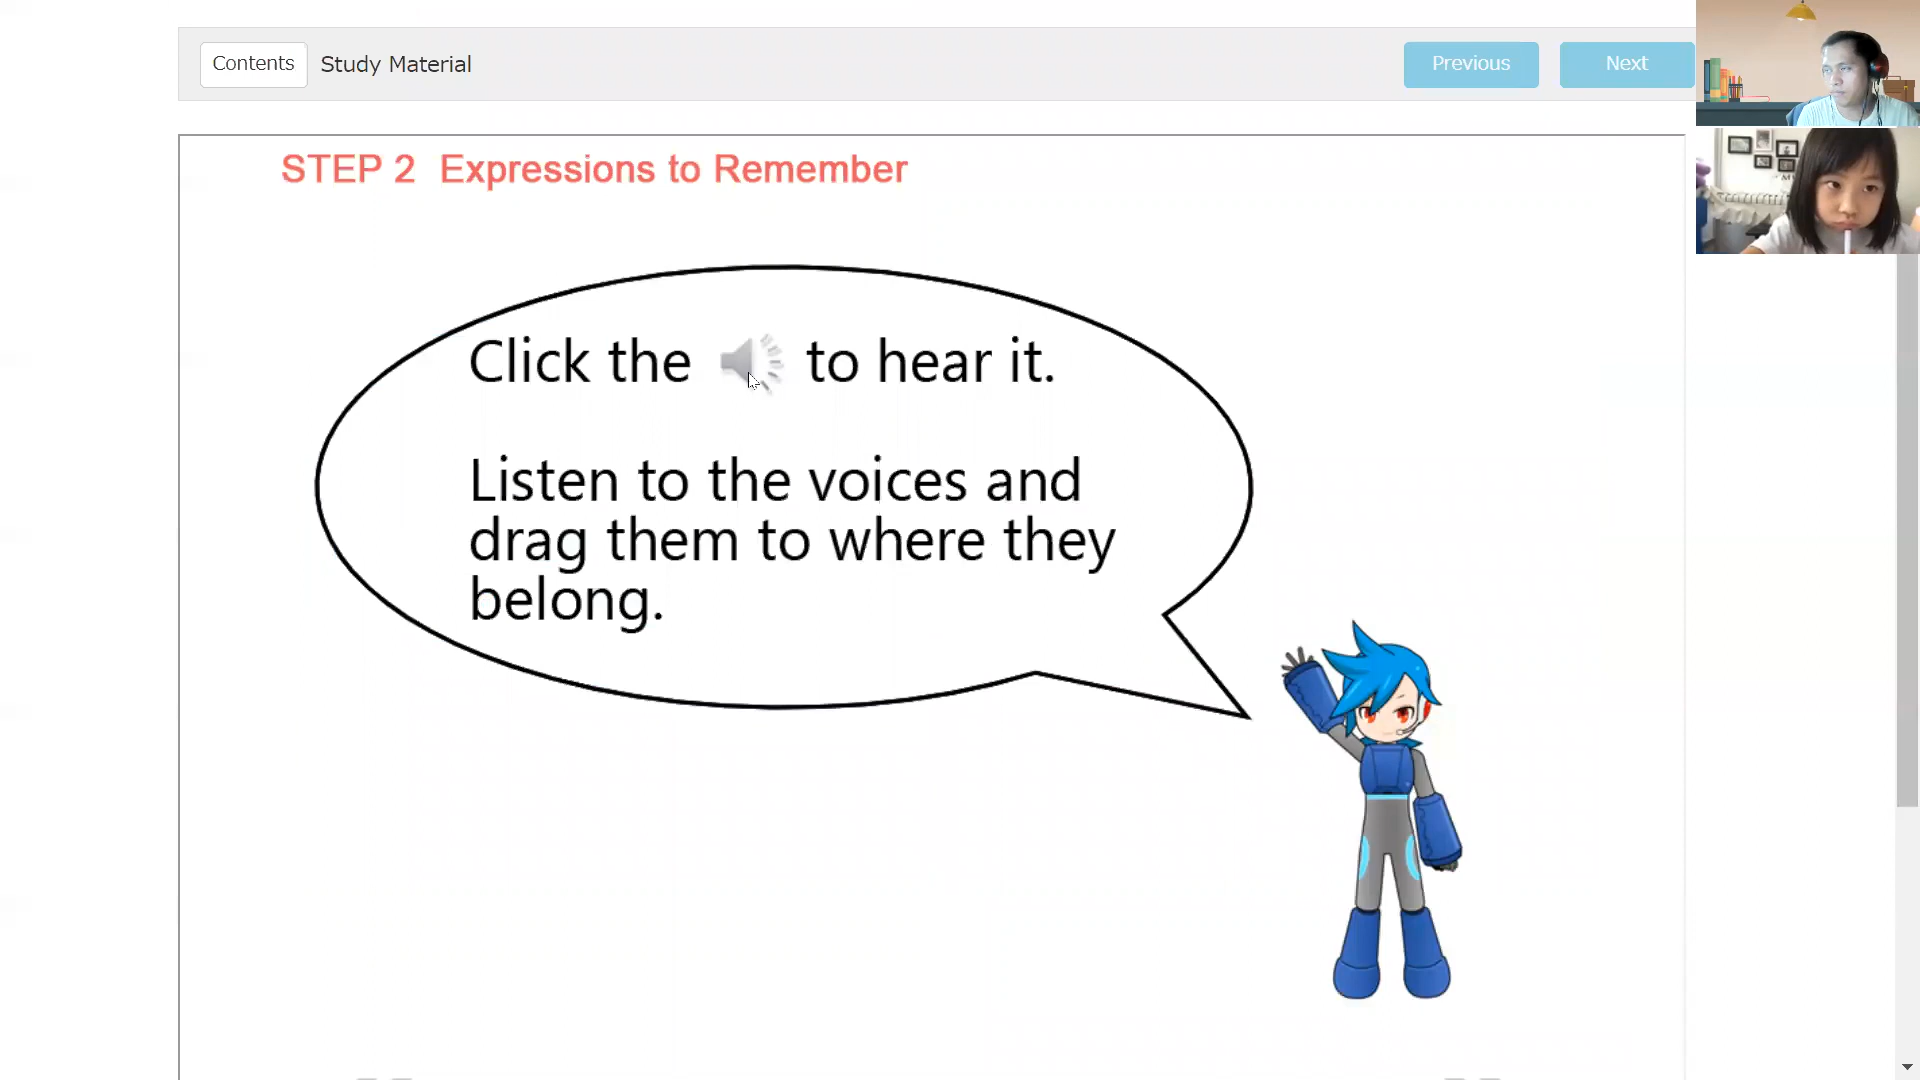 Contents Study Material Previous Next
STEP 2 Expressions to Remember
Click the to hear it.
Listen to the voices and
drag them to where they
belong.